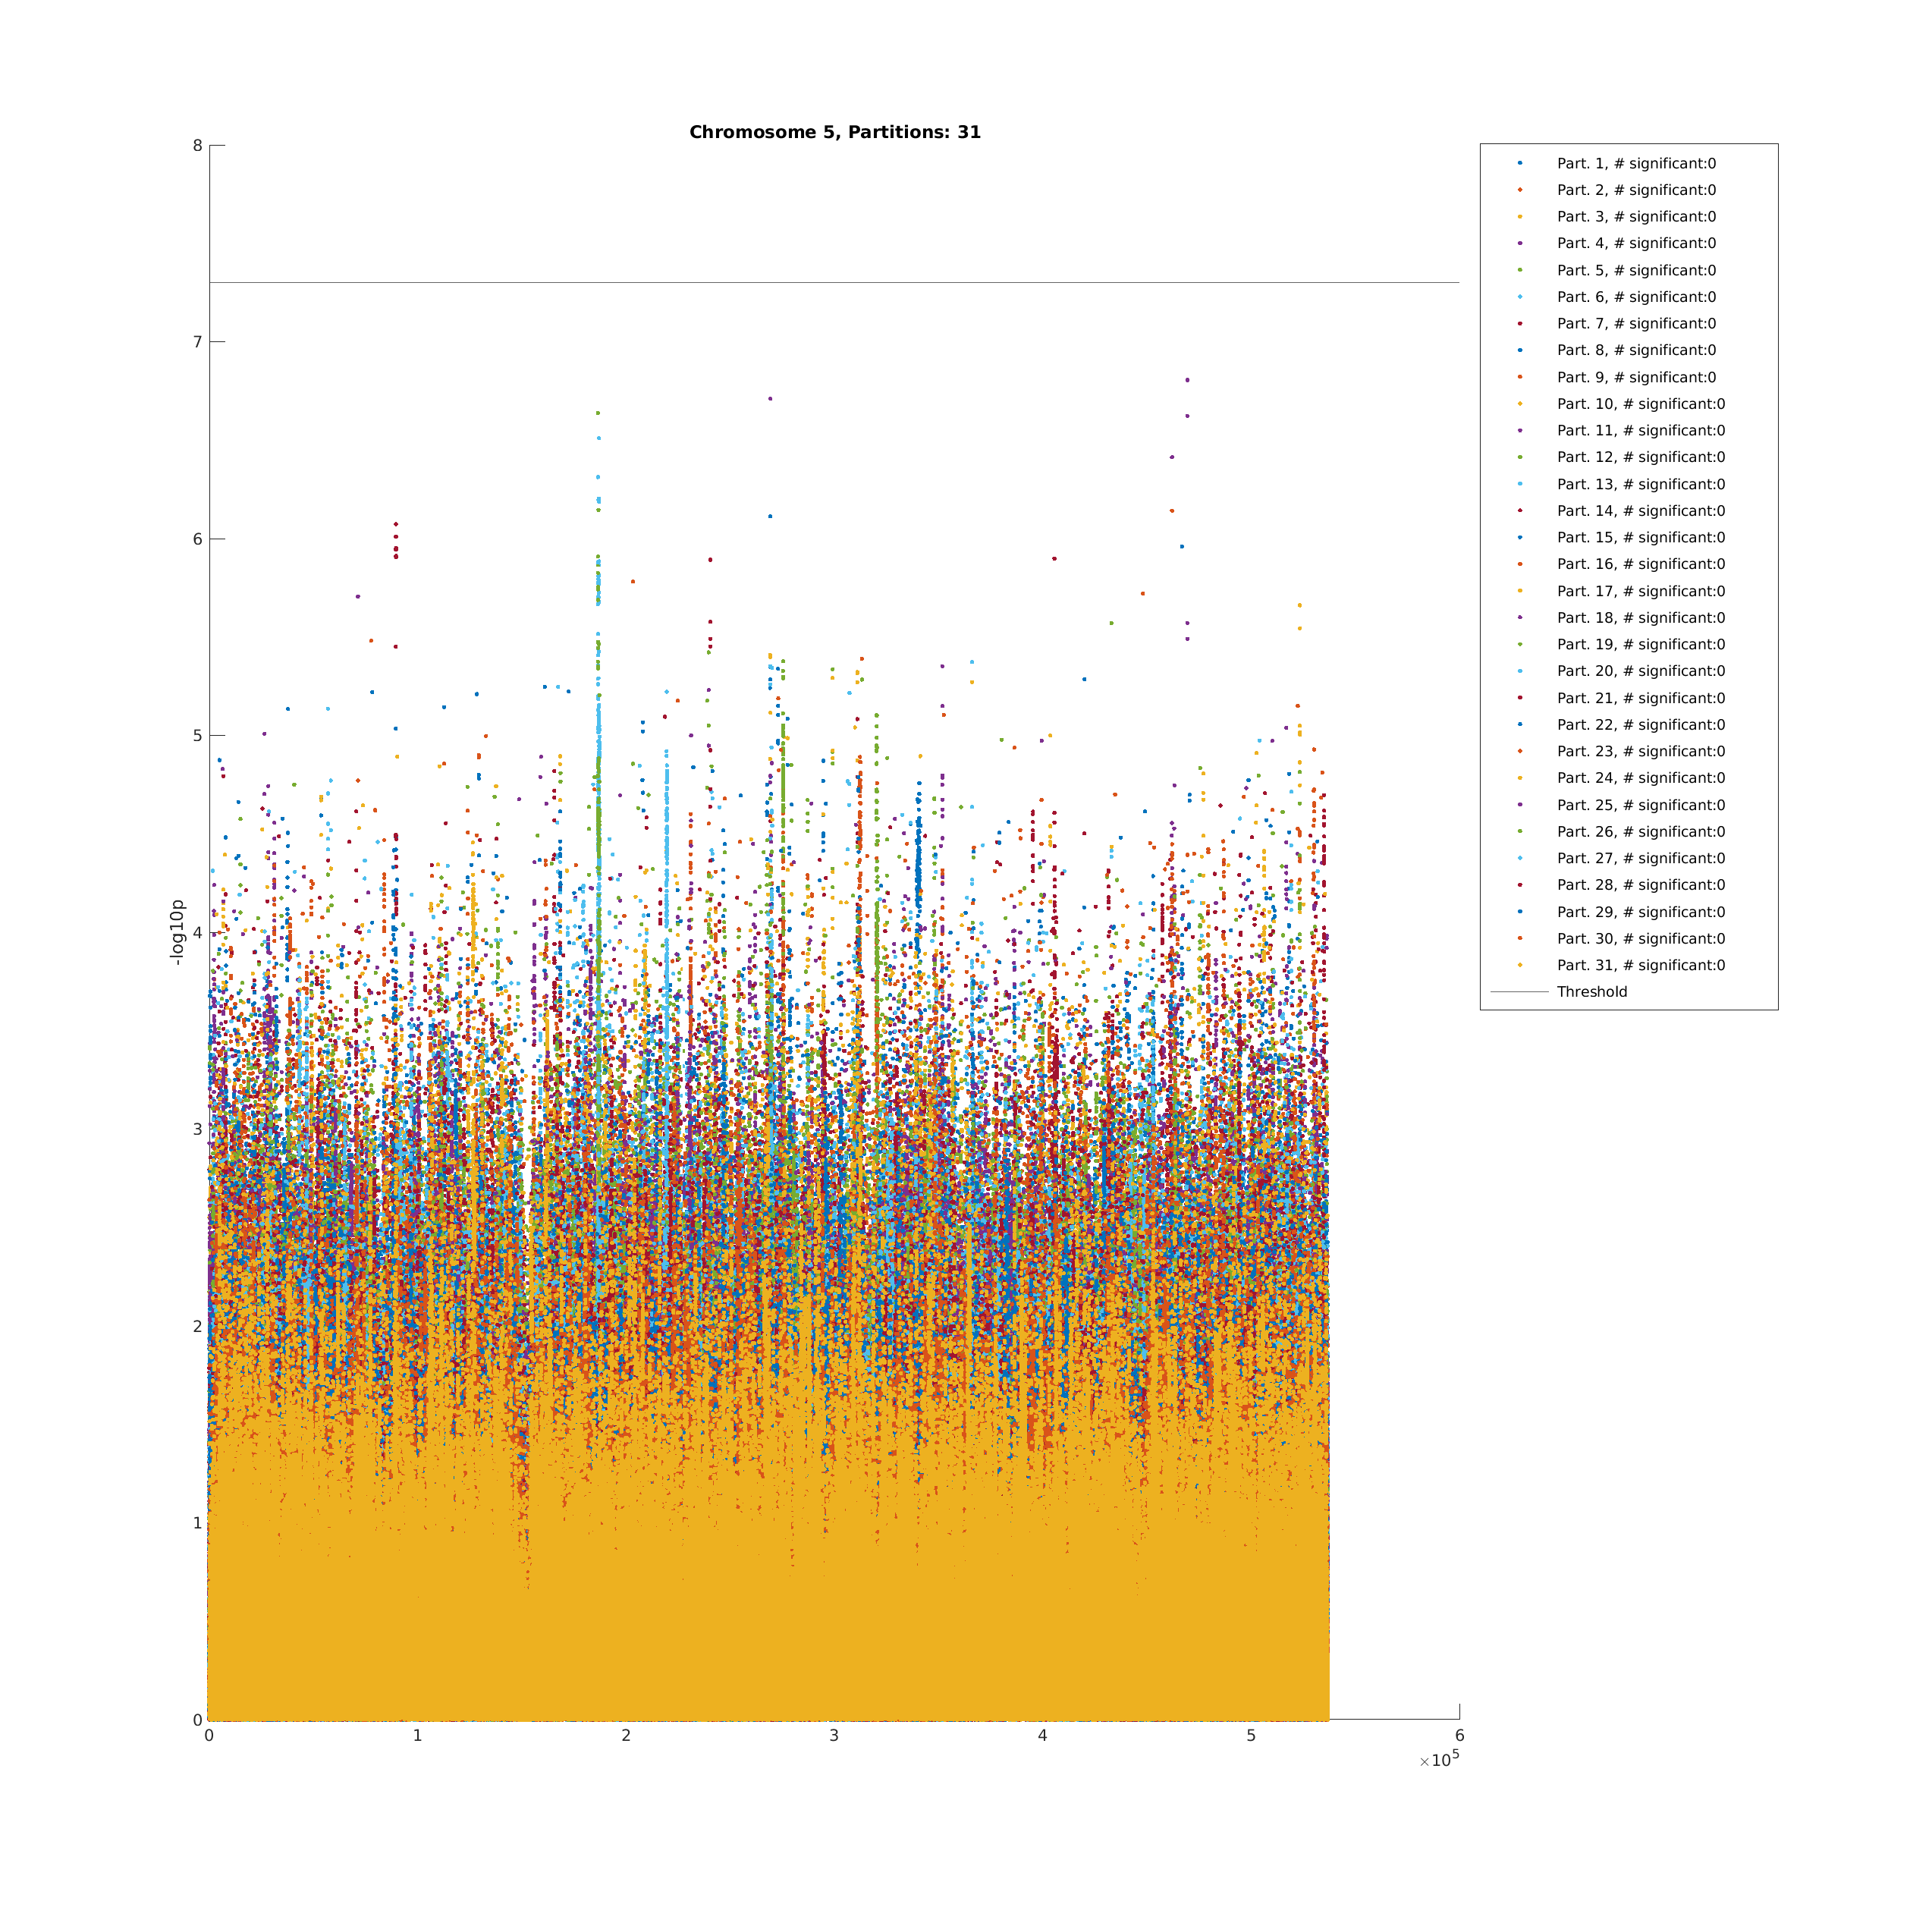 Chromosome 5, Partitions: 31
8
7
6
5
4
3
2
1
0
-log10p
0 1 2 3 4 5 6
×10⁵
Part. 1, # significant:0
Part. 2, # significant:0
Part. 3, # significant:0
Part. 4, # significant:0
Part. 5, # significant:0
Part. 6, # significant:0
Part. 7, # significant:0
Part. 8, # significant:0
Part. 9, # significant:0
Part. 10, # significant:0
Part. 11, # significant:0
Part. 12, # significant:0
Part. 13, # significant:0
Part. 14, # significant:0
Part. 15, # significant:0
Part. 16, # significant:0
Part. 17, # significant:0
Part. 18, # significant:0
Part. 19, # significant:0
Part. 20, # significant:0
Part. 21, # significant:0
Part. 22, # significant:0
Part. 23, # significant:0
Part. 24, # significant:0
Part. 25, # significant:0
Part. 26, # significant:0
Part. 27, # significant:0
Part. 28, # significant:0
Part. 29, # significant:0
Part. 30, # significant:0
Part. 31, # significant:0
Threshold